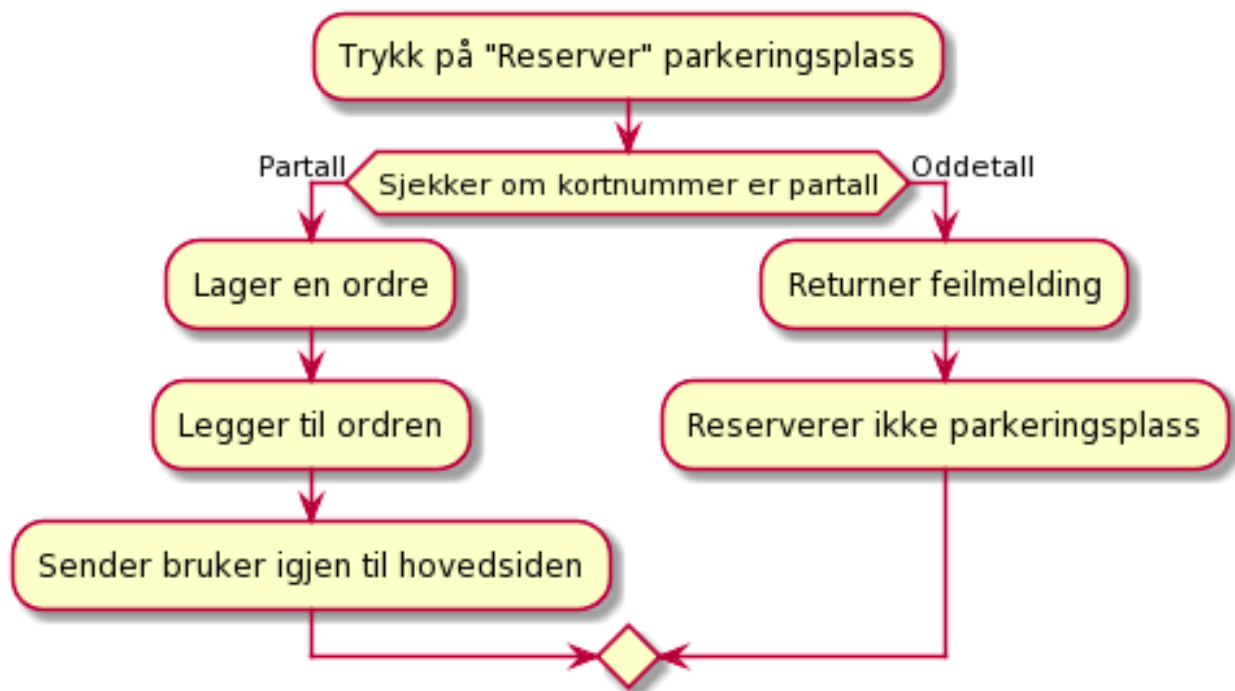 Trykk på "Reserver" parkeringsplass
Partall
Sjekker om kortnummer er partall
Oddetall
Lager en ordre
Returner feilmelding
Legger til ordren
Reserverer ikke parkeringsplass
Sender bruker igjen til hovedsiden